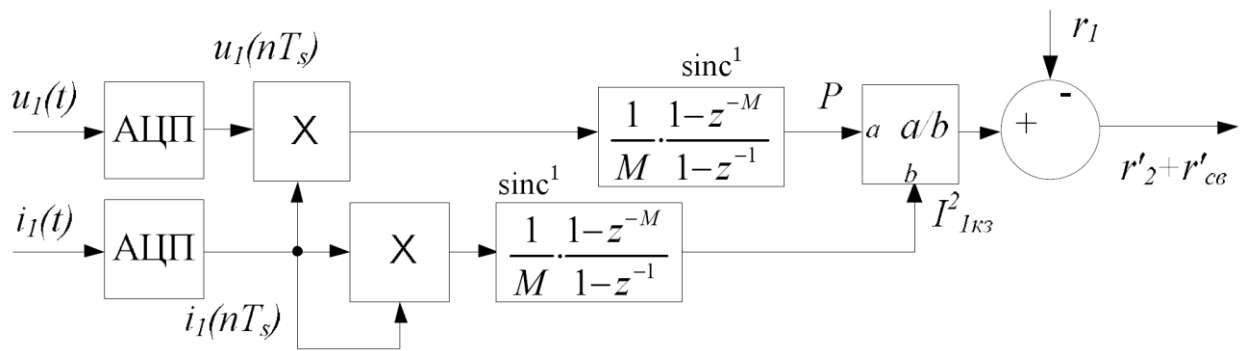 u₁(t)
АЦП
u₁(nTₛ)
X
sinc¹
1/M · (1−z⁻ᴹ)/(1−z⁻¹)
P
a a/b
b
r₁
+
-
r'₂+r'св
i₁(t)
АЦП
i₁(nTₛ)
X
sinc¹
1/M · (1−z⁻ᴹ)/(1−z⁻¹)
I²₁кз